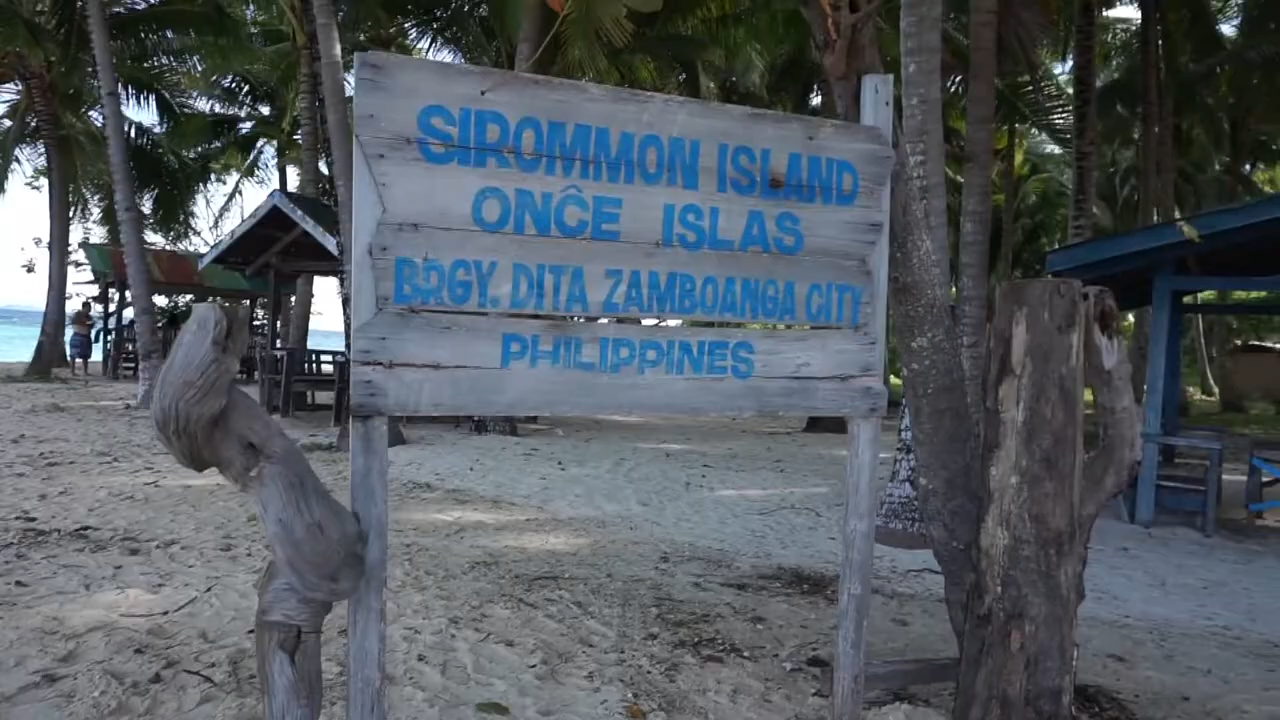 SIROMMON ISLAND
ONĈE ISLAS
BRGY. DITA ZAMBOANGA CITY
PHILIPPINES